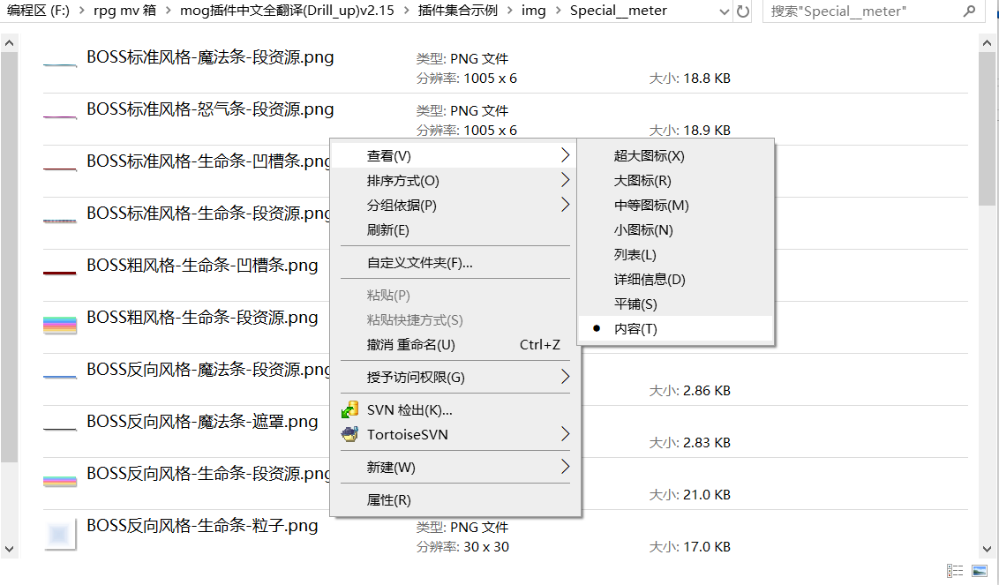 编程区 (F:) > rpg mv 箱 > mog插件中文全翻译(Drill_up)v2.15 > 插件集合示例 > img > Special__meter
搜索"Special__meter"
BOSS标准风格-魔法条-段资源.png
类型: PNG 文件
分辨率: 1005 x 6
大小: 18.8 KB
BOSS标准风格-怒气条-段资源.png
类型: PNG 文件
分辨率: 1005 x 6
大小: 18.9 KB
BOSS标准风格-生命条-凹槽条.png
BOSS标准风格-生命条-段资源.png
BOSS粗风格-生命条-凹槽条.png
BOSS粗风格-生命条-段资源.png
BOSS反向风格-魔法条-段资源.png
大小: 2.86 KB
BOSS反向风格-魔法条-遮罩.png
大小: 2.83 KB
BOSS反向风格-生命条-段资源.png
大小: 21.0 KB
BOSS反向风格-生命条-粒子.png
类型: PNG 文件
分辨率: 30 x 30
大小: 17.0 KB
查看(V)
排序方式(O)
分组依据(P)
刷新(E)
自定义文件夹(F)...
粘贴(P)
粘贴快捷方式(S)
撤消 重命名(U) Ctrl+Z
授予访问权限(G)
SVN 检出(K)...
TortoiseSVN
新建(W)
属性(R)
超大图标(X)
大图标(R)
中等图标(M)
小图标(N)
列表(L)
详细信息(D)
平铺(S)
内容(T)